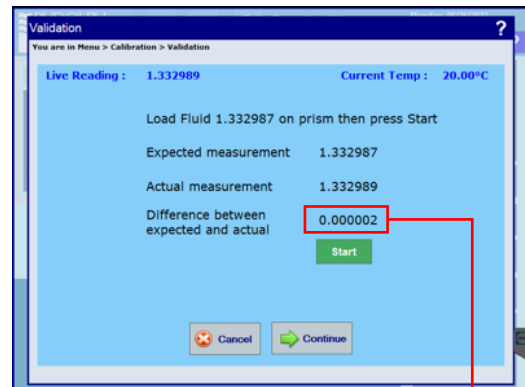 Validation
?
You are in Menu > Calibration > Validation
Live Reading : 1.332989 Current Temp : 20.00°C
Load Fluid 1.332987 on prism then press Start
Expected measurement 1.332987
Actual measurement 1.332989
Difference between
expected and actual
0.000002
Start
Cancel
Continue